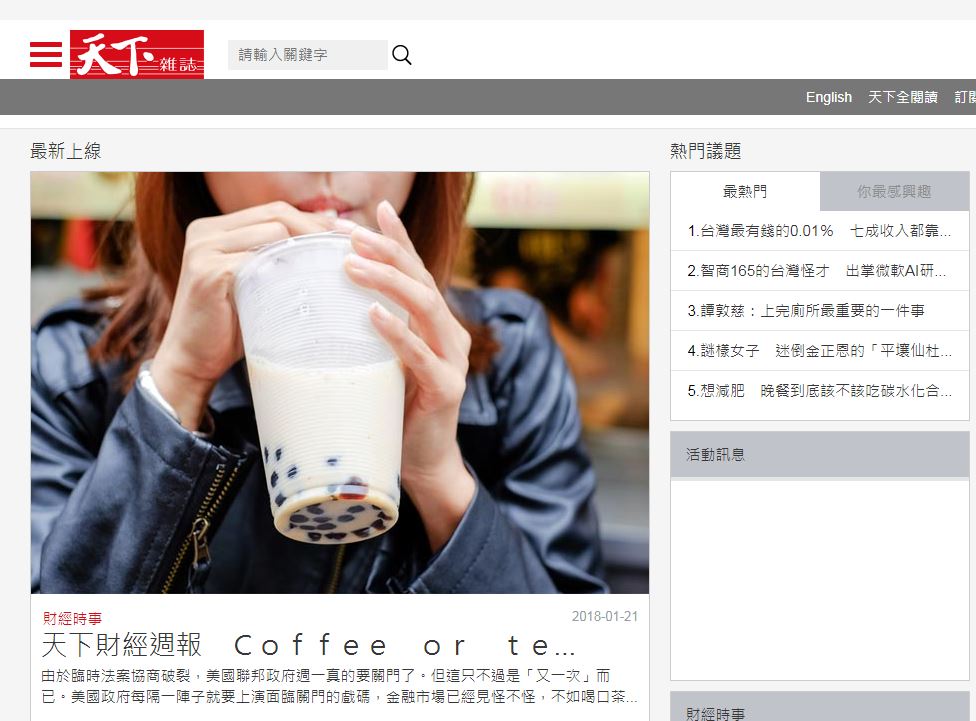 天下雜誌
請輸入關鍵字
English 天下全閱讀
最新上線
財經時事
2018-01-21
天下財經週報　Ｃｏｆｆｅｅ　ｏｒ　ｔｅ...
由於臨時法案協商破裂，美國聯邦政府週一真的要關門了。但這只不過是「又一次」而
已。美國政府每隔一陣子就要上演面臨關門的戲碼，金融市場已經見怪不怪，不如喝口茶...
熱門議題
最熱門 你最感興趣
1.台灣最有錢的0.01%　七成收入都靠...
2.智商165的台灣怪才　出掌微軟AI研...
3.譚敦慈：上完廁所最重要的一件事
4.謎樣女子　迷倒金正恩的「平壤仙杜...
5.想減肥　晚餐到底該不該吃碳水化合...
活動訊息
財經時事